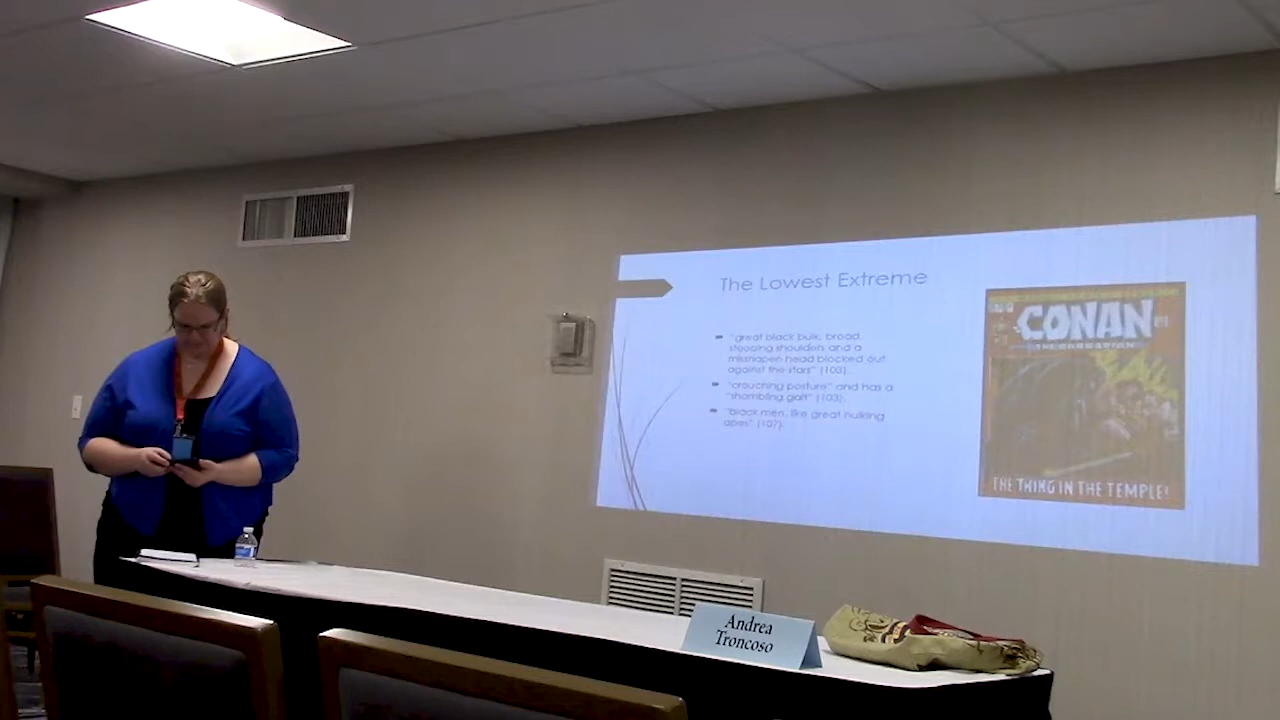 The Lowest Extreme
"great black bulk, broad,
stooping shoulders and a
misshapen head blocked out
against the stars" (103).
"crouching posture" and has a
"shambling gait" (103).
"black men, like great hulking
apes" (107).
CONAN
THE BARBARIAN
THE THING IN THE TEMPLE!
Andrea
Troncoso